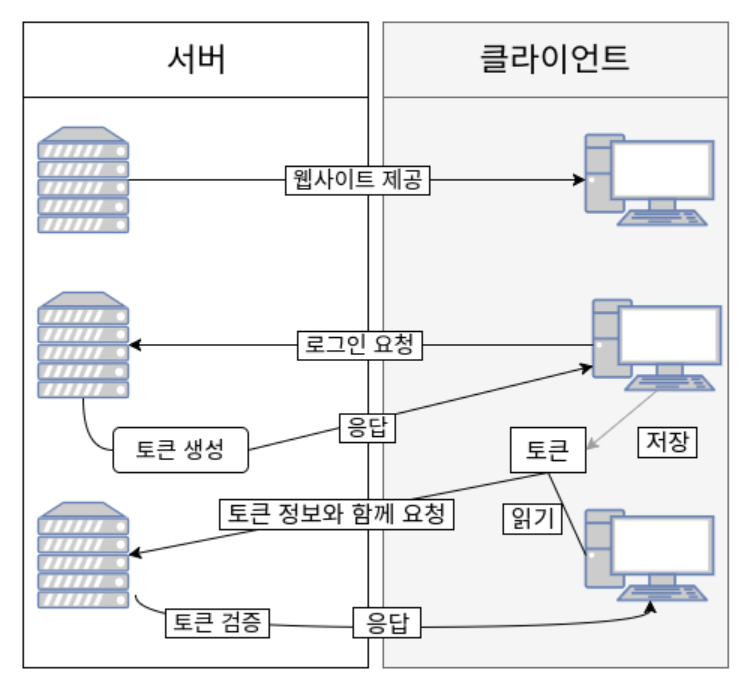 서버
클라이언트
웹사이트 제공
로그인 요청
응답
토큰 생성
토큰
저장
토큰 정보와 함께 요청
읽기
토큰 검증
응답